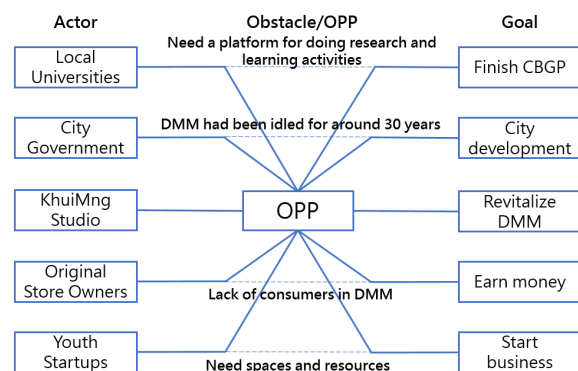 Actor
Obstacle/OPP
Goal
Need a platform for doing research and
learning activities
Local
Universities
Finish CBGP
City
Government
DMM had been idled for around 30 years
City
development
KhuiMng
Studio
OPP
Revitalize
DMM
Original
Store Owners
Lack of consumers in DMM
Earn money
Youth
Startups
Need spaces and resources
Start
business